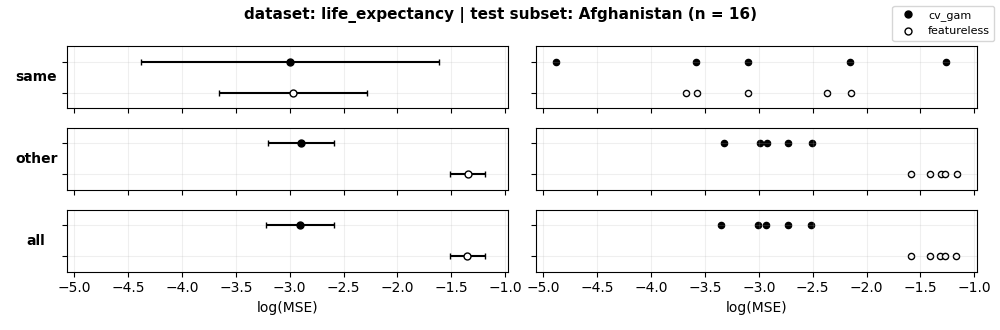 dataset: life_expectancy | test subset: Afghanistan (n = 16)
cv_gam
featureless
same
other
all
−5.0 −4.5 −4.0 −3.5 −3.0 −2.5 −2.0 −1.5 −1.0 −5.0 −4.5 −4.0 −3.5 −3.0 −2.5 −2.0 −1.5 −1.0
log(MSE) log(MSE)